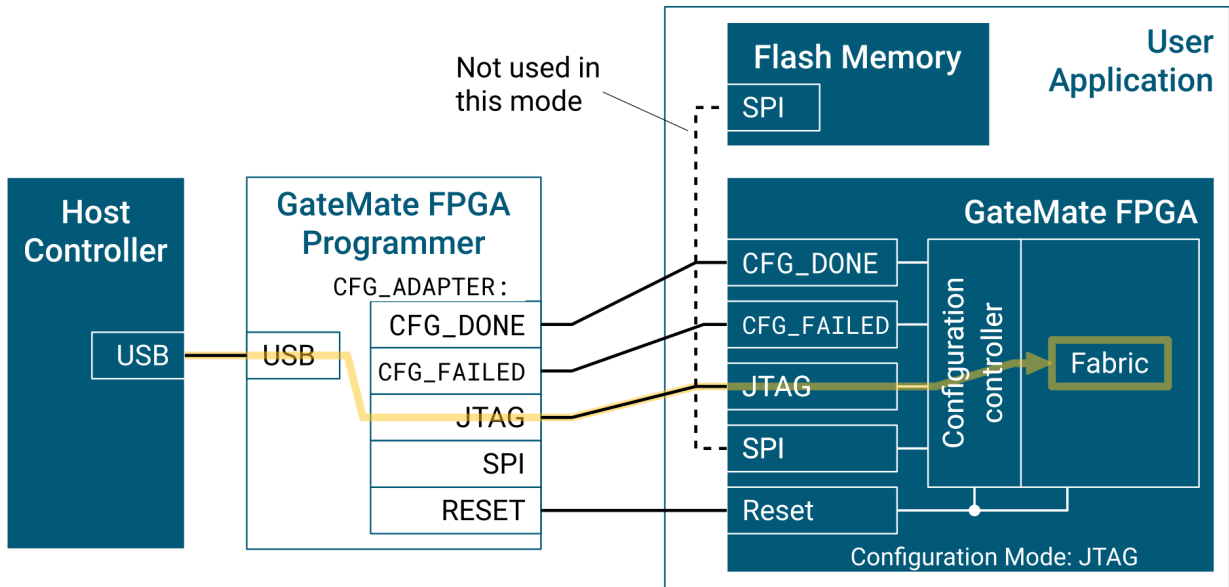 Not used in
this mode
Flash Memory
SPI
User
Application
Host
Controller
USB
GateMate FPGA
Programmer
CFG_ADAPTER:
USB
CFG_DONE
CFG_FAILED
JTAG
SPI
RESET
GateMate FPGA
CFG_DONE
CFG_FAILED
JTAG
SPI
Reset
Configuration
controller
Fabric
Configuration Mode: JTAG